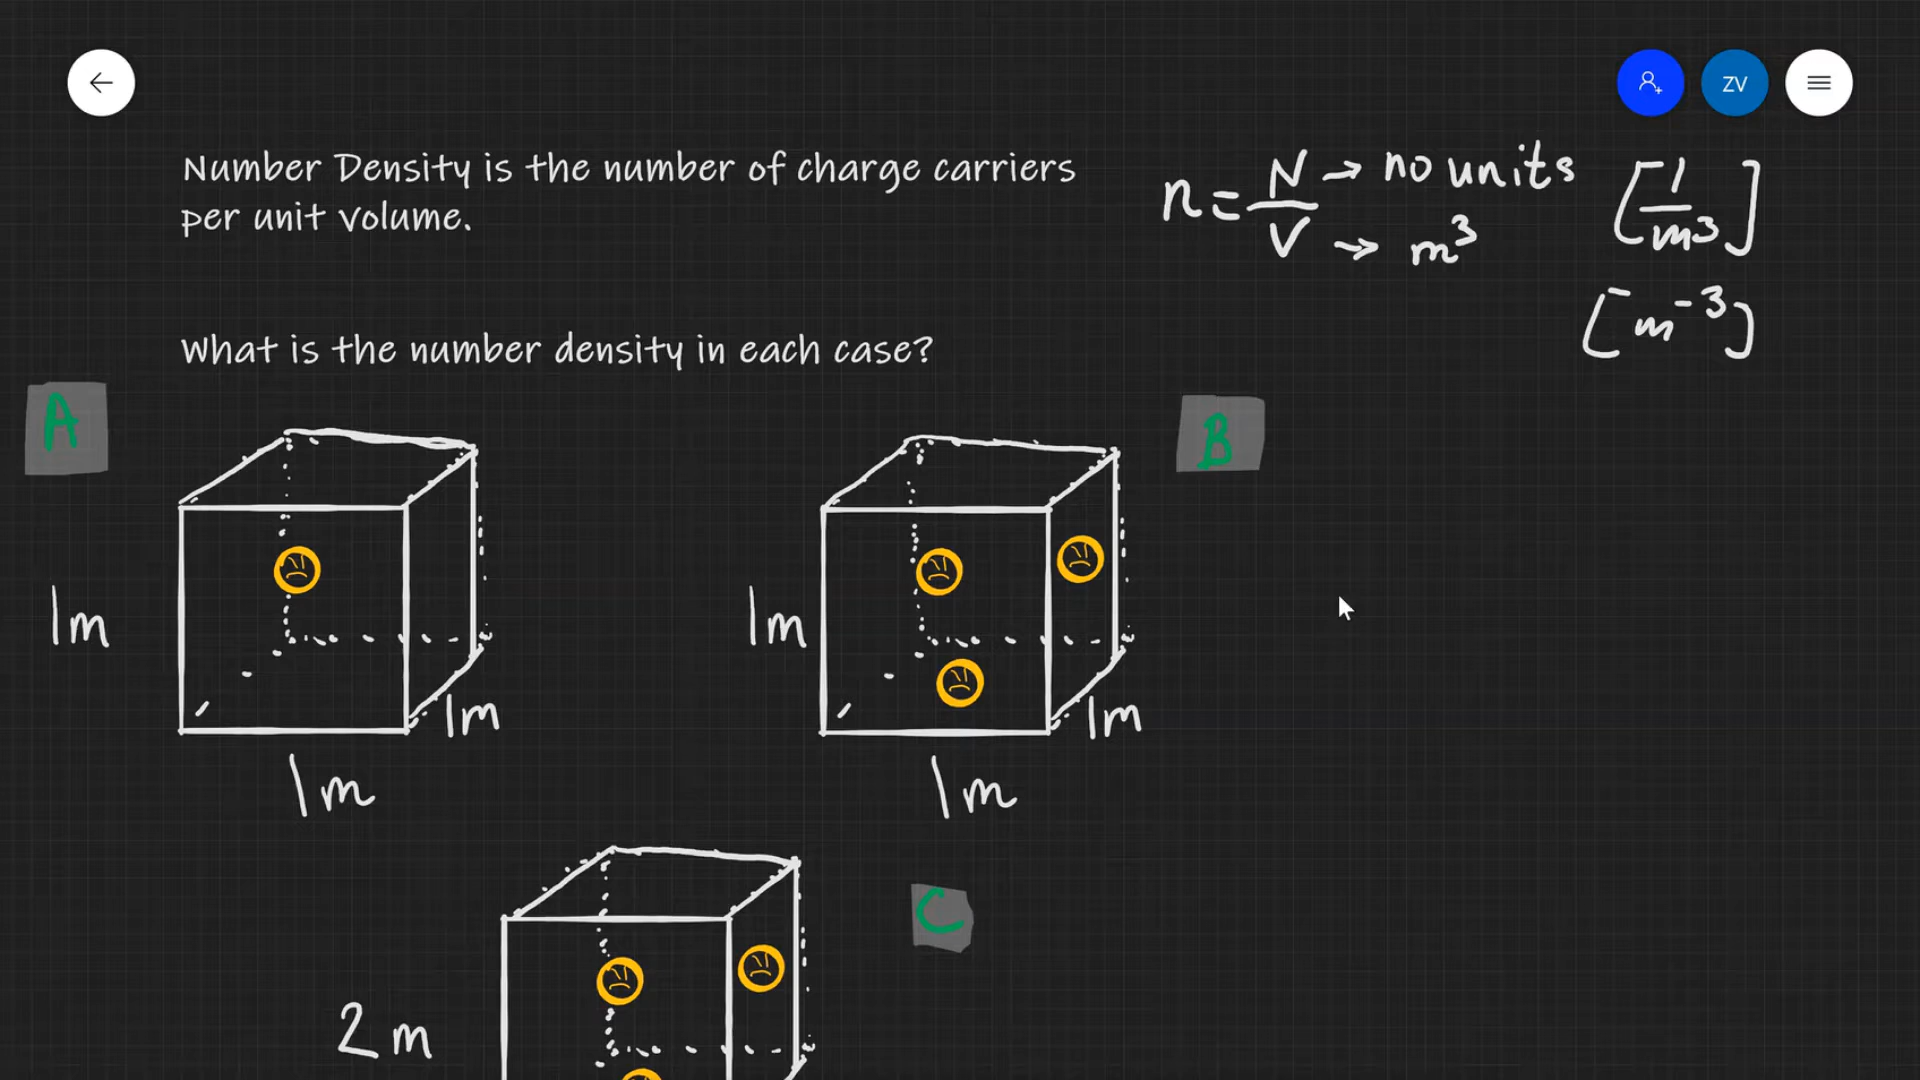 ZV
Number Density is the number of charge carriers
per unit volume.
n = N/V
N → no units
V → m³
[1/m³]
[m⁻³]
What is the number density in each case?
A
B
1m
1m
1m
1m
1m
1m
C
2m